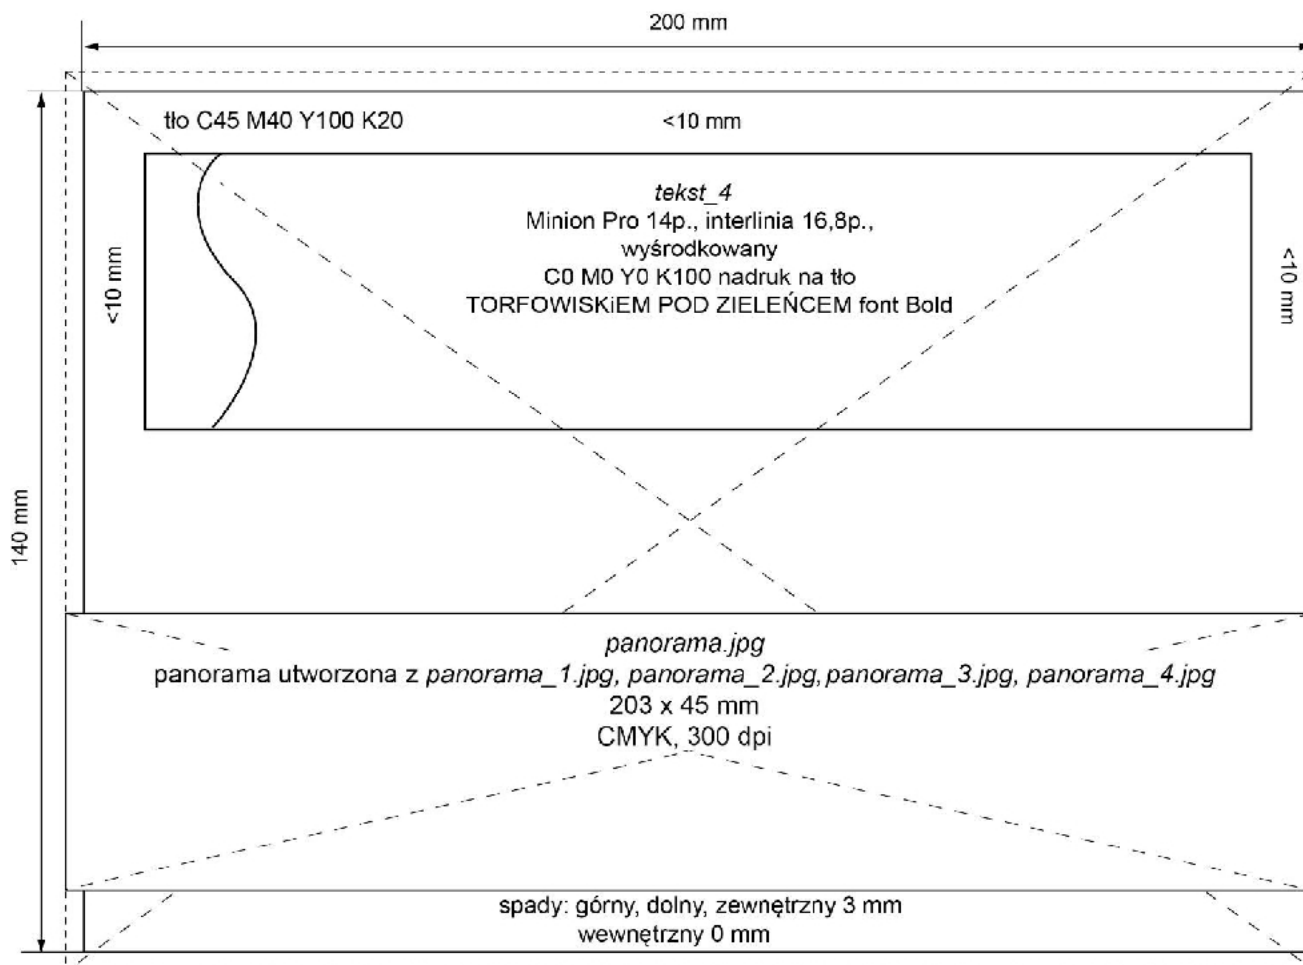 200 mm
tło C45 M40 Y100 K20
<10 mm
tekst_4
Minion Pro 14p., interlinia 16,8p.,
wyśrodkowany
C0 M0 Y0 K100 nadruk na tło
TORFOWISKiEM POD ZIELEŃCEM font Bold
<10 mm
<10 mm
140 mm
panorama.jpg
panorama utworzona z panorama_1.jpg, panorama_2.jpg, panorama_3.jpg, panorama_4.jpg
203 x 45 mm
CMYK, 300 dpi
spady: górny, dolny, zewnętrzny 3 mm
wewnętrzny 0 mm